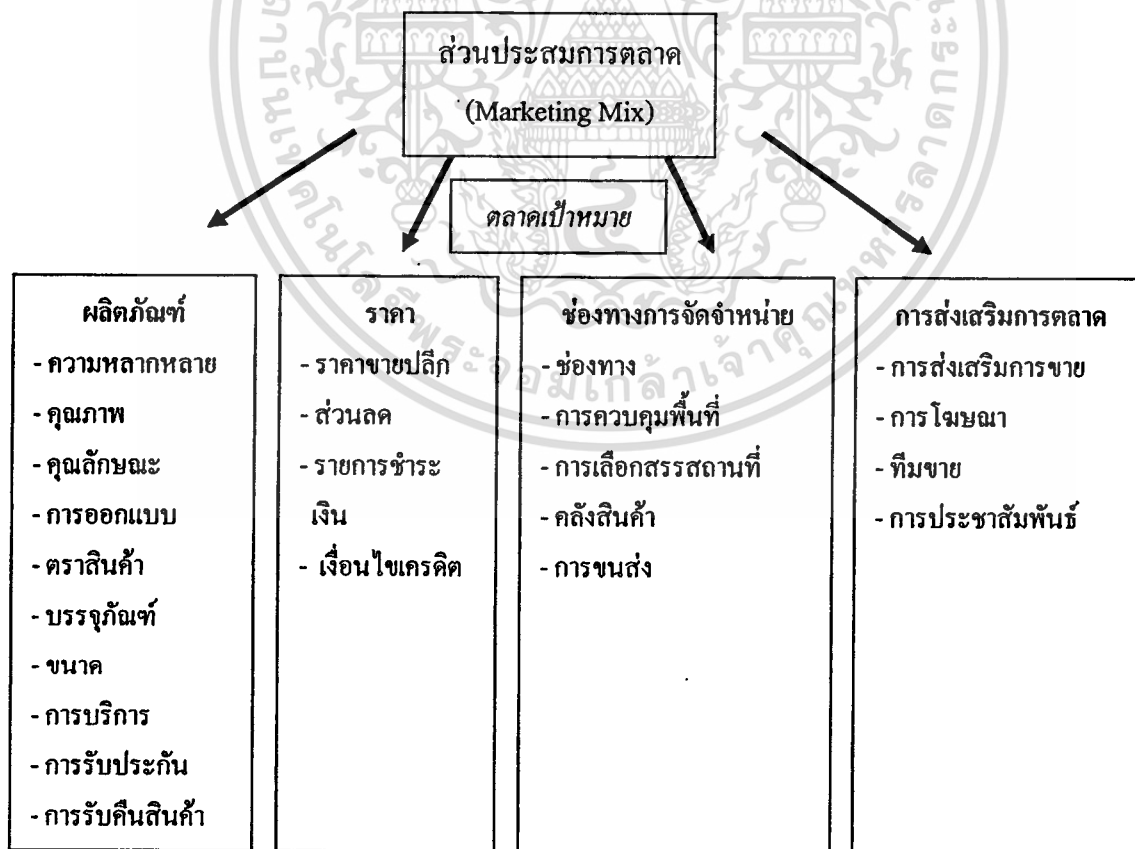 ส่วนประสมการตลาด
(Marketing Mix)
ตลาดเป้าหมาย
ผลิตภัณฑ์
- ความหลากหลาย
- คุณภาพ
- คุณลักษณะ
- การออกแบบ
- ตราสินค้า
- บรรจุภัณฑ์
- ขนาด
- การบริการ
- การรับประกัน
- การรับคืนสินค้า
ราคา
- ราคาขายปลีก
- ส่วนลด
- รายการชำระ
เงิน
- เงื่อนไขเครดิต
ช่องทางการจัดจำหน่าย
- ช่องทาง
- การควบคุมพื้นที่
- การเลือกสรรสถานที่
- คลังสินค้า
- การขนส่ง
การส่งเสริมการตลาด
- การส่งเสริมการขาย
- การโฆษณา
- ทีมขาย
- การประชาสัมพันธ์